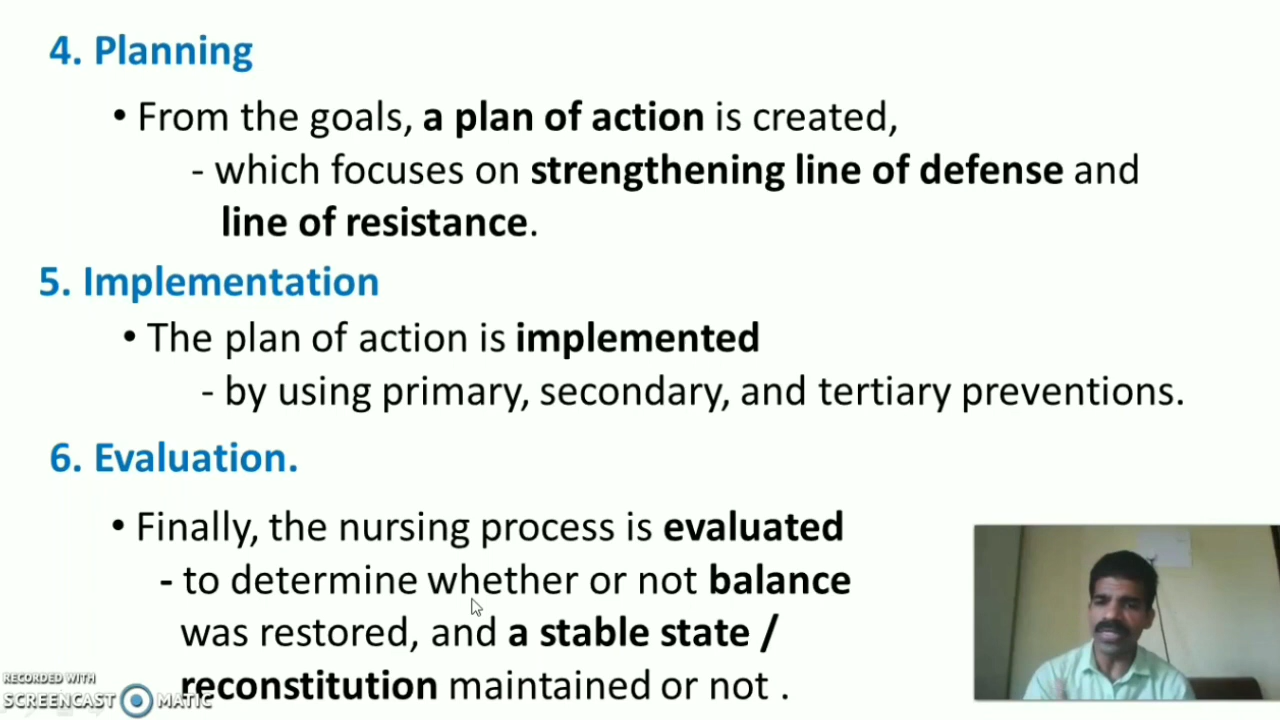 4. Planning
• From the goals, a plan of action is created,
- which focuses on strengthening line of defense and
line of resistance.
5. Implementation
• The plan of action is implemented
- by using primary, secondary, and tertiary preventions.
6. Evaluation.
• Finally, the nursing process is evaluated
- to determine whether or not balance
was restored, and a stable state /
reconstitution maintained or not .
RECORDED WITH
SCREENCAST MATIC